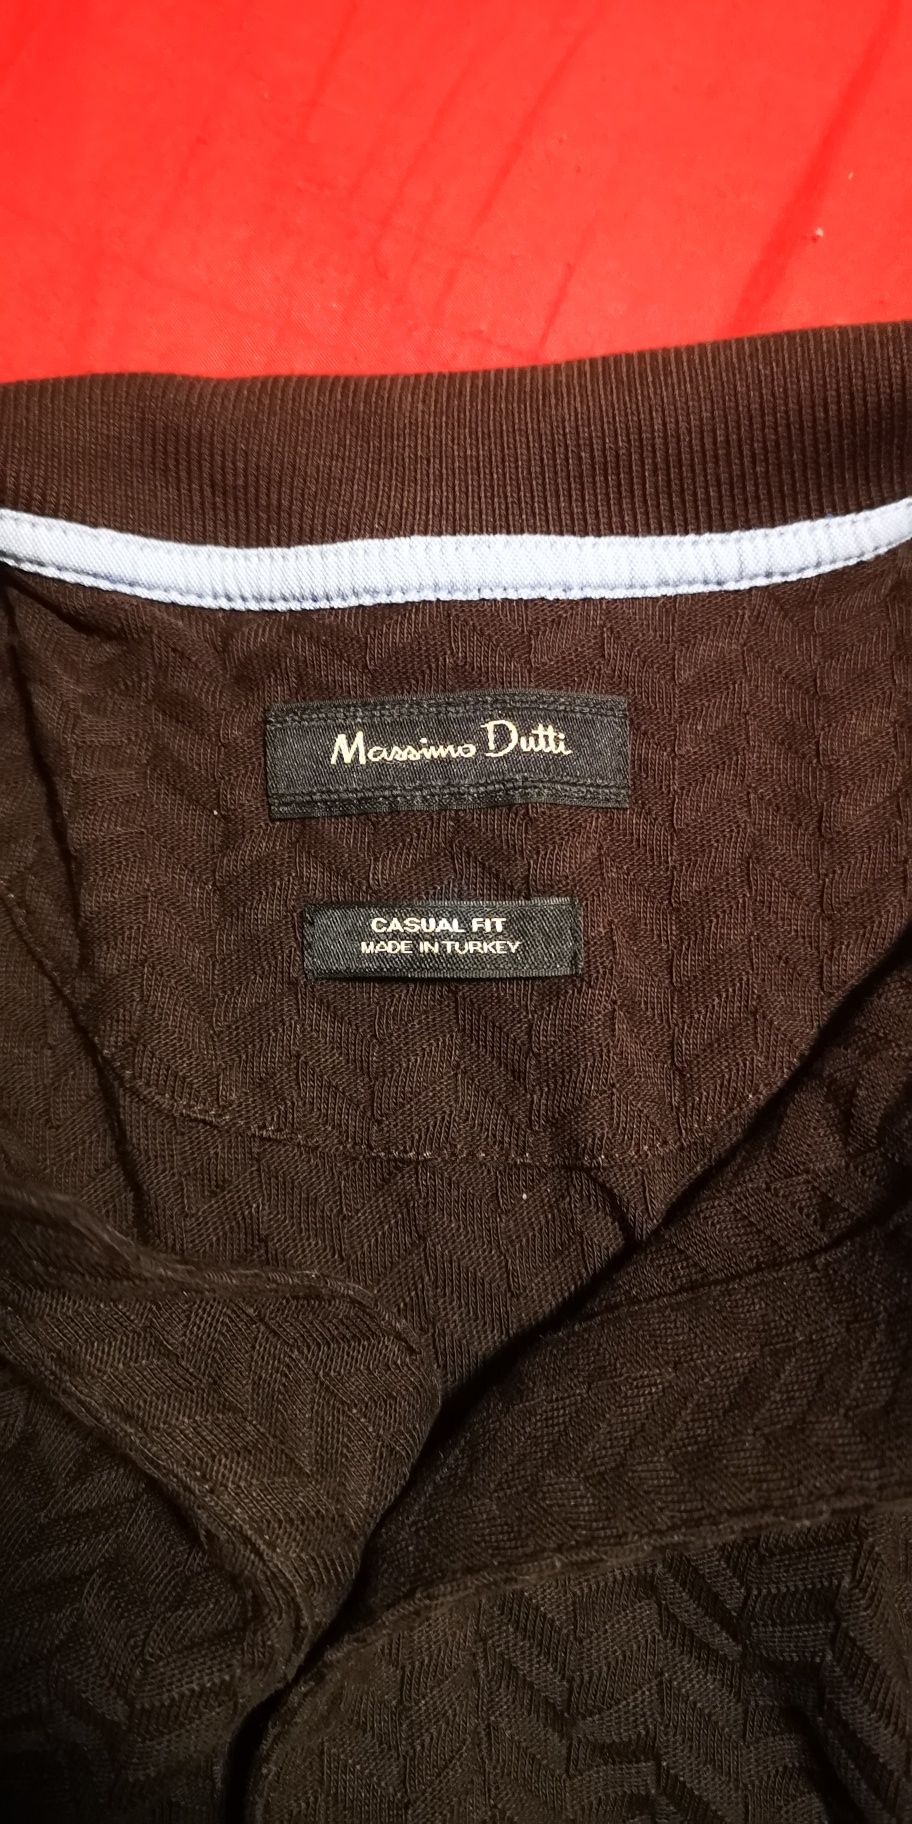 Massimo Dutti
CASUAL FIT
MADE IN TURKEY